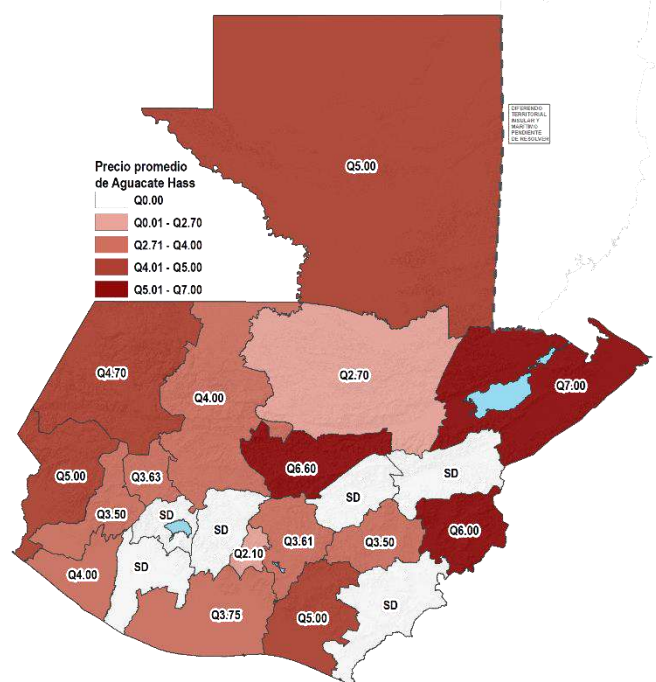 DIFERENDO
TERRITORIAL
INSULAR Y
MARITIMO
PENDIENTE
DE RESOLVER
Q5.00
Precio promedio
de Aguacate Hass
Q0.00
Q0.01 - Q2.70
Q2.71 - Q4.00
Q4.01 - Q5.00
Q5.01 - Q7.00
Q4.70
Q4.00
Q2.70
Q7.00
Q5.00
Q3.63
Q6.60
SD
SD
Q3.50
SD
SD
Q2.10
Q3.61
Q3.50
Q6.00
Q4.00
SD
Q3.75
Q5.00
SD